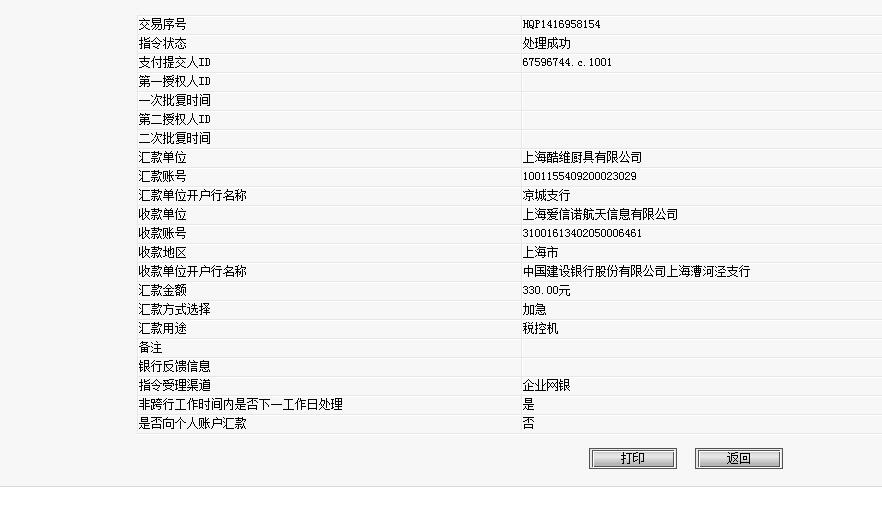 交易序号 HQP1416958154
指令状态 处理成功
支付提交人ID 67596744.c.1001
第一授权人ID
一次批复时间
第二授权人ID
二次批复时间
汇款单位 上海酷维厨具有限公司
汇款账号 1001155409200023029
汇款单位开户行名称 凉城支行
收款单位 上海爱信诺航天信息有限公司
收款账号 31001613402050006461
收款地区 上海市
收款单位开户行名称 中国建设银行股份有限公司上海漕河泾支行
汇款金额 330.00元
汇款方式选择 加急
汇款用途 税控机
备注
银行反馈信息
指令受理渠道 企业网银
非跨行工作时间内是否下一工作日处理 是
是否向个人账户汇款 否
打印 返回